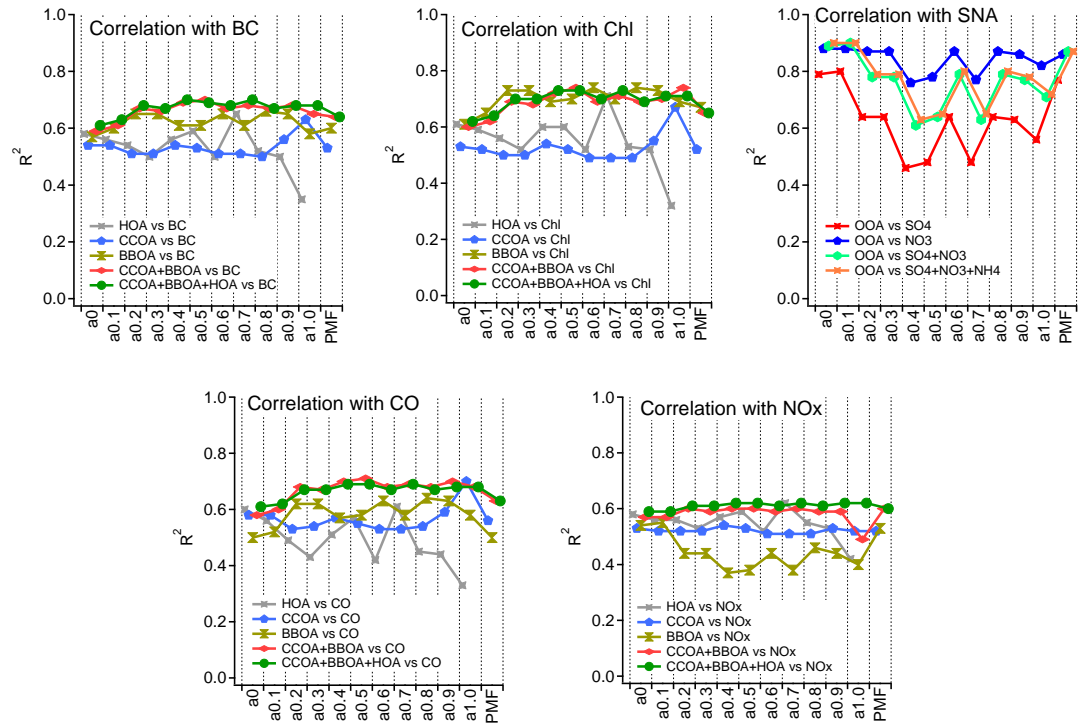 Correlation with BC
R2
1.0
0.8
0.6
0.4
0.2
0.0
HOA vs BC
CCOA vs BC
BBOA vs BC
CCOA+BBOA vs BC
CCOA+BBOA+HOA vs BC
a0
a0.1
a0.2
a0.3
a0.4
a0.5
a0.6
a0.7
a0.8
a0.9
a1.0
PMF
Correlation with Chl
R2
1.0
0.8
0.6
0.4
0.2
0.0
HOA vs Chl
CCOA vs Chl
BBOA vs Chl
CCOA+BBOA vs Chl
CCOA+BBOA+HOA vs Chl
a0
a0.1
a0.2
a0.3
a0.4
a0.5
a0.6
a0.7
a0.8
a0.9
a1.0
PMF
Correlation with SNA
R2
1.0
0.8
0.6
0.4
0.2
0.0
OOA vs SO4
OOA vs NO3
OOA vs SO4+NO3
OOA vs SO4+NO3+NH4
a0
a0.1
a0.2
a0.3
a0.4
a0.5
a0.6
a0.7
a0.8
a0.9
a1.0
PMF
Correlation with CO
R2
1.0
0.8
0.6
0.4
0.2
0.0
HOA vs CO
CCOA vs CO
BBOA vs CO
CCOA+BBOA vs CO
CCOA+BBOA+HOA vs CO
a0
a0.1
a0.2
a0.3
a0.4
a0.5
a0.6
a0.7
a0.8
a0.9
a1.0
PMF
Correlation with NOx
R2
1.0
0.8
0.6
0.4
0.2
0.0
HOA vs NOx
CCOA vs NOx
BBOA vs NOx
CCOA+BBOA vs NOx
CCOA+BBOA+HOA vs NOx
a0
a0.1
a0.2
a0.3
a0.4
a0.5
a0.6
a0.7
a0.8
a0.9
a1.0
PMF